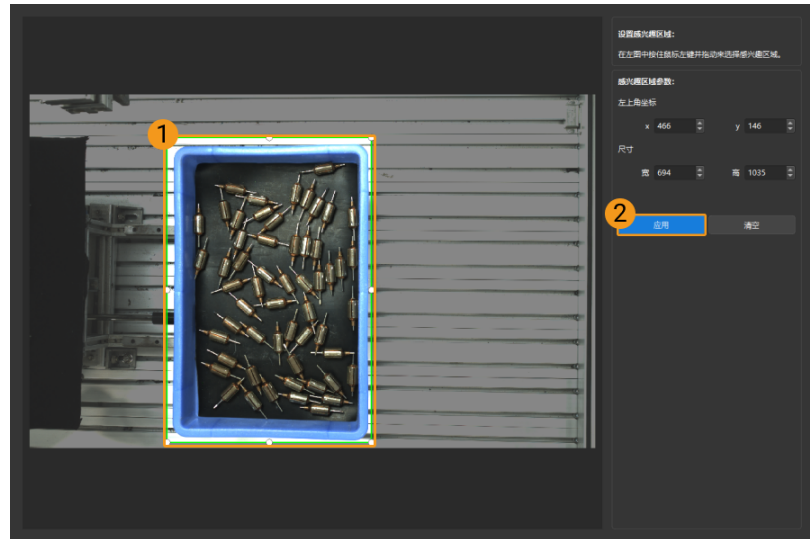 设置感兴趣区域:
在左图中按住鼠标左键并拖动来选择感兴趣区域。
感兴趣区域参数:
左上角坐标
x 466 y 146
尺寸
宽 694 高 1035
1
2
应用 清空